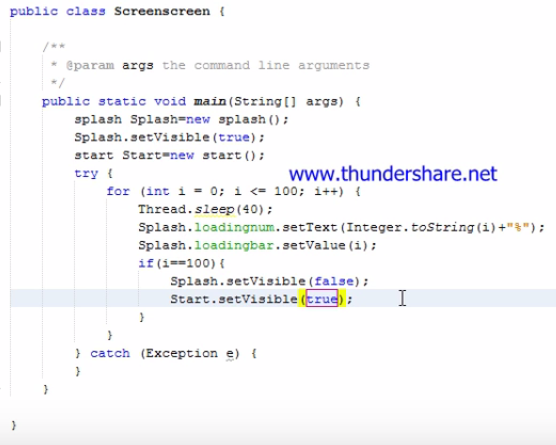 public class Screenscreen {
/**
* @param args the command line arguments
*/
public static void main(String[] args) {
splash Splash=new splash();
Splash.setVisible(true);
start Start=new start();
try {
www.thundershare.net
for (int i = 0; i <= 100; i++) {
Thread.sleep(40);
Splash.loadingnum.setText(Integer.toString(i)+"%");
Splash.loadingbar.setValue(i);
if(i==100){
Splash.setVisible(false);
Start.setVisible(true);
}
}
} catch (Exception e) {
}
}
}